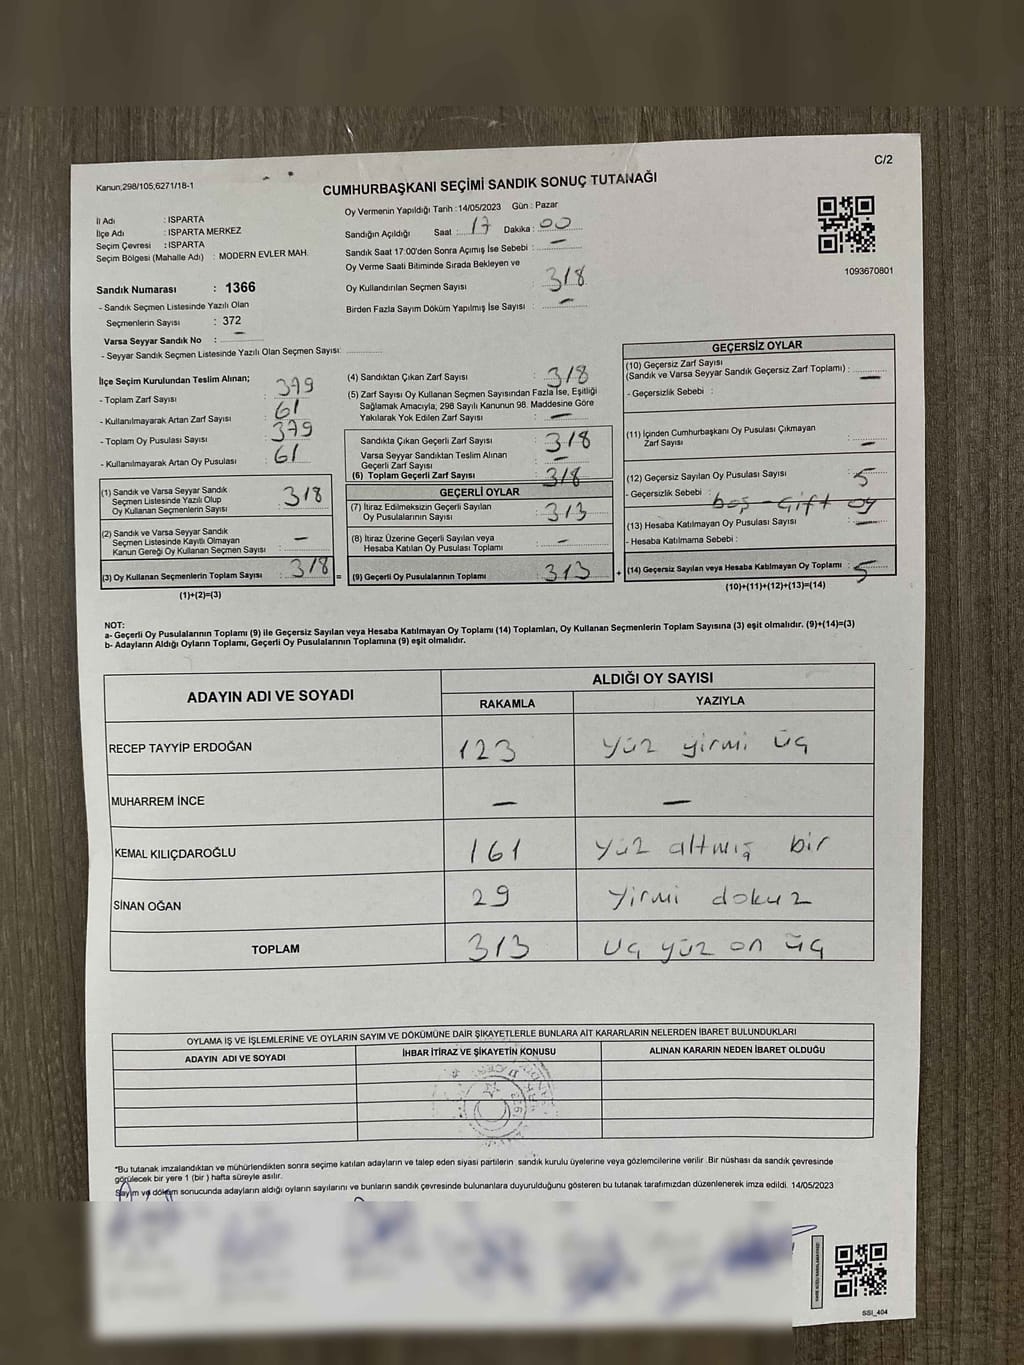 C/2
Kanun,298/105,6271/18-1
CUMHURBAŞKANI SEÇİMİ SANDIK SONUÇ TUTANAĞI
İl Adı : ISPARTA
İlçe Adı : ISPARTA MERKEZ
Seçim Çevresi : ISPARTA
Seçim Bölgesi (Mahalle Adı) : MODERN EVLER MAH.
Sandık Numarası : 1366
- Sandık Seçmen Listesinde Yazılı Olan
Seçmenlerin Sayısı : 372
Varsa Seyyar Sandık No : –
- Seyyar Sandık Seçmen Listesinde Yazılı Olan Seçmen Sayısı:
Oy Vermenin Yapıldığı Tarih :14/05/2023 Gün : Pazar
Sandığın Açıldığı Saat : 17 Dakika : 00
Sandık Saat 17:00'den Sonra Açımış İse Sebebi : –
Oy Verme Saati Bitiminde Sırada Bekleyen ve
Oy Kullandırılan Seçmen Sayısı : 318
Birden Fazla Sayım Döküm Yapılmış İse Sayısı : –
1093670801
İlçe Seçim Kurulundan Teslim Alınan;
- Toplam Zarf Sayısı : 379
- Kullanılmayarak Artan Zarf Sayısı : 61
- Toplam Oy Pusulası Sayısı : 379
- Kullanılmayarak Artan Oy Pusulası : 61
(1) Sandık ve Varsa Seyyar Sandık
Seçmen Listesinde Yazılı Olup
Oy Kullanan Seçmenlerin Sayısı : 318
(2) Sandık ve Varsa Seyyar Sandık
Seçmen Listesinde Kayıtlı Olmayan
Kanun Gereği Oy Kullanan Seçmen Sayısı : –
(3) Oy Kullanan Seçmenlerin Toplam Sayısı : 318
(1)+(2)=(3)
=
(4) Sandıktan Çıkan Zarf Sayısı : 318
(5) Zarf Sayısı Oy Kullanan Seçmen Sayısından Fazla İse, Eşitliği
Sağlamak Amacıyla, 298 Sayılı Kanunun 98. Maddesine Göre
Yakılarak Yok Edilen Zarf Sayısı : –
Sandıkta Çıkan Geçerli Zarf Sayısı : 318
Varsa Seyyar Sandıktan Teslim Alınan
Geçerli Zarf Sayısı : –
(6) Toplam Geçerli Zarf Sayısı : 318
GEÇERLİ OYLAR
(7) İtiraz Edilmeksizin Geçerli Sayılan
Oy Pusulalarının Sayısı : 313
(8) İtiraz Üzerine Geçerli Sayılan veya
Hesaba Katılan Oy Pusulası Toplamı : –
(9) Geçerli Oy Pusulalarının Toplamı : 313
+
GEÇERSİZ OYLAR
(10) Geçersiz Zarf Sayısı
(Sandık ve Varsa Seyyar Sandık Geçersiz Zarf Toplamı) : –
- Geçersizlik Sebebi :
(11) İçinden Cumhurbaşkanı Oy Pusulası Çıkmayan
Zarf Sayısı : –
(12) Geçersiz Sayılan Oy Pusulası Sayısı : 5
- Geçersizlik Sebebi : boş - Çift oy
(13) Hesaba Katılmayan Oy Pusulası Sayısı : –
- Hesaba Katılmama Sebebi :
(14) Geçersiz Sayılan veya Hesaba Katılmayan Oy Toplamı : 5
(10)+(11)+(12)+(13)=(14)
NOT:
a- Geçerli Oy Pusulalarının Toplamı (9) ile Geçersiz Sayılan veya Hesaba Katılmayan Oy Toplamı (14) Toplamları, Oy Kullanan Seçmenlerin Toplam Sayısına (3) eşit olmalıdır. (9)+(14)=(3)
b- Adayların Aldığı Oyların Toplamı, Geçerli Oy Pusulalarının Toplamına (9) eşit olmalıdır.
ADAYIN ADI VE SOYADI ALDIĞI OY SAYISI
RAKAMLA YAZIYLA
RECEP TAYYİP ERDOĞAN 123 yüz yirmi üç
MUHARREM İNCE – –
KEMAL KILIÇDAROĞLU 161 yüz altmış bir
SİNAN OĞAN 29 yirmi dokuz
TOPLAM 313 üç yüz on üç
OYLAMA İŞ VE İŞLEMLERİNE VE OYLARIN SAYIM VE DÖKÜMÜNE DAİR ŞİKAYETLERLE BUNLARA AİT KARARLARIN NELERDEN İBARET BULUNDUKLARI
ADAYIN ADI VE SOYADI İHBAR İTİRAZ VE ŞİKAYETİN KONUSU ALINAN KARARIN NEDEN İBARET OLDUĞU
*Bu tutanak imzalandıktan ve mühürlendikten sonra seçime katılan adayların ve talep eden siyasi partilerin sandık kurulu üyelerine veya gözlemcilerine verilir .Bir nüshası da sandık çevresinde
görülecek bir yere 1 (bir ) hafta süreyle asılır.
Sayım ve döküm sonucunda adayların aldığı oyların sayılarını ve bunların sandık çevresinde bulunanlara duyurulduğunu gösteren bu tutanak tarafımızdan düzenlenerek imza edildi. 14/05/2023
SSI_404